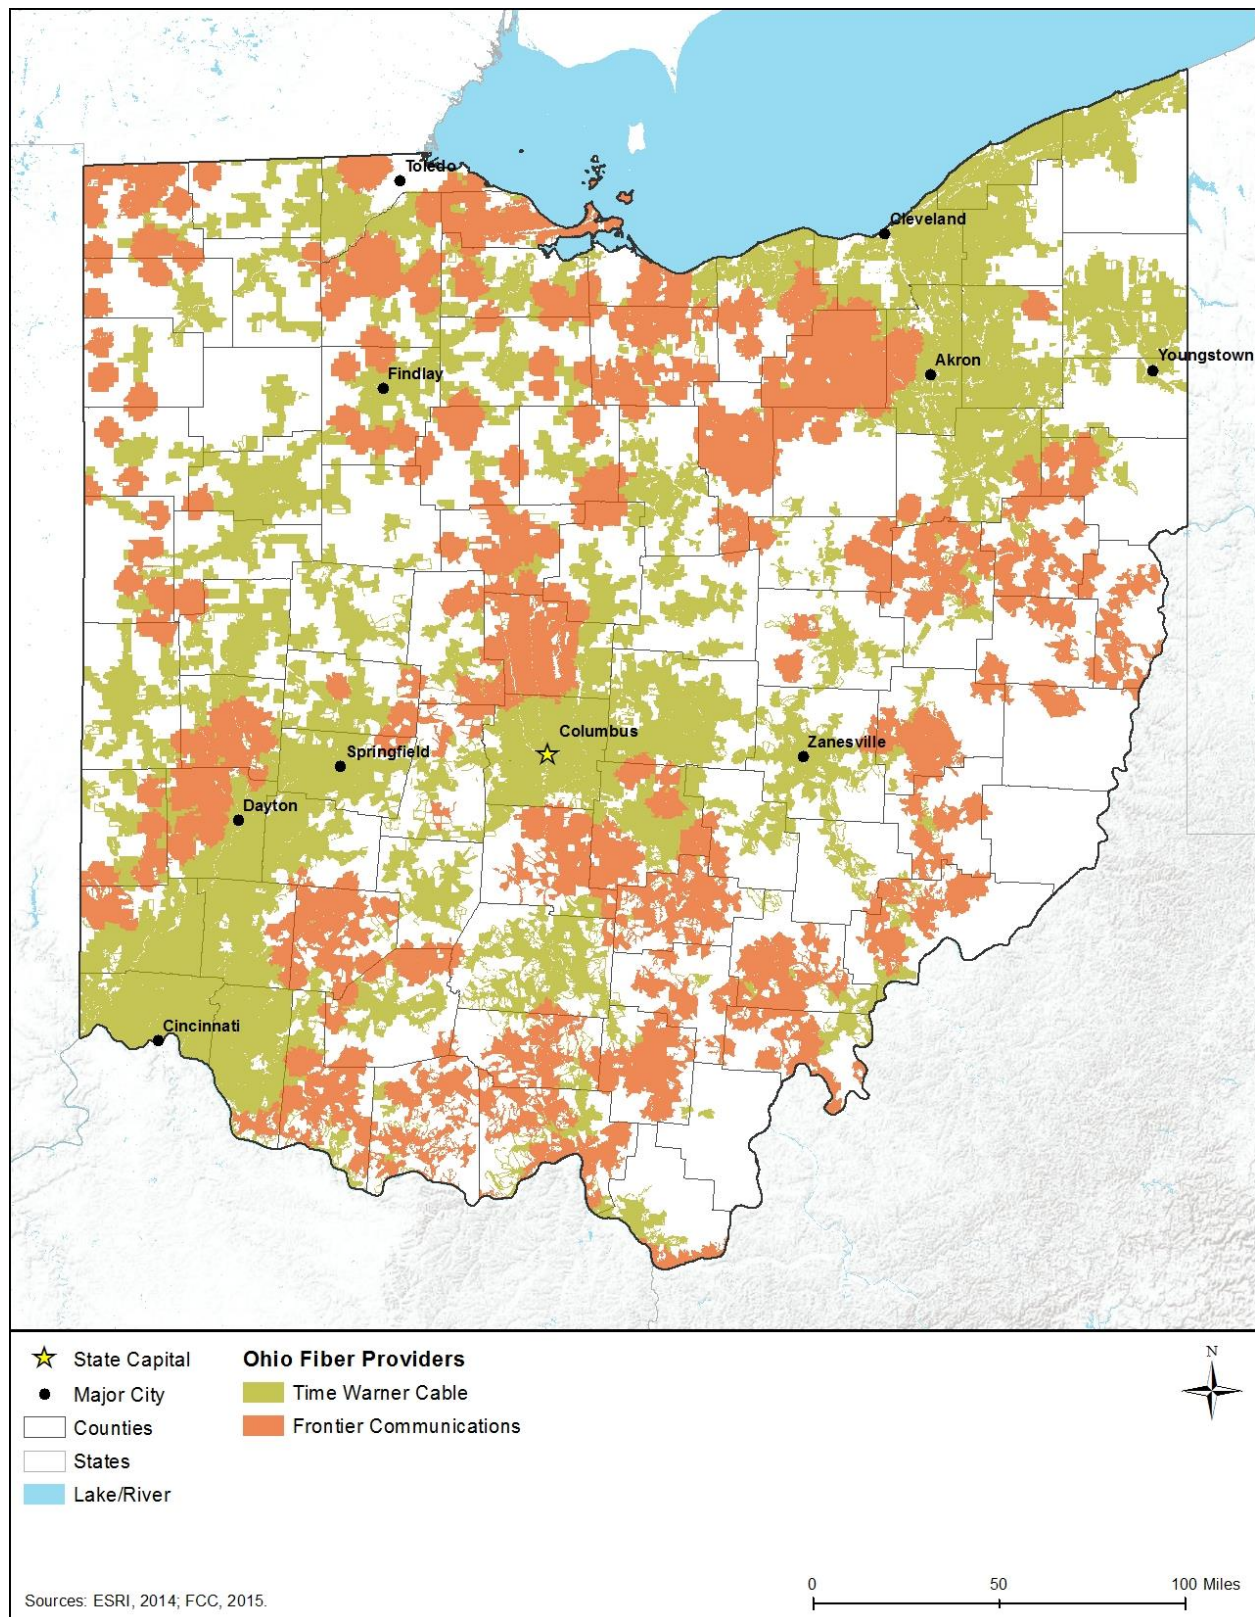 Toledo
Cleveland
Youngstown
Akron
Findlay
Columbus
Zanesville
Springfield
Dayton
Cincinnati
State Capital
Major City
Counties
States
Lake/River
Ohio Fiber Providers
Time Warner Cable
Frontier Communications
N
0 50 100 Miles
Sources: ESRI, 2014; FCC, 2015.